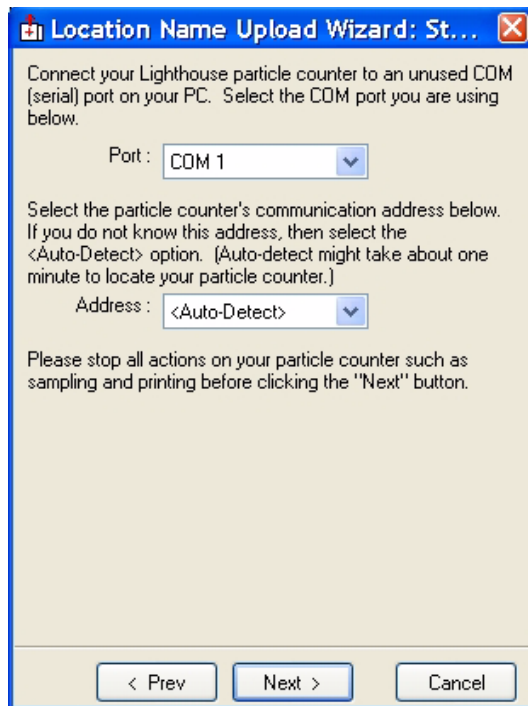 Location Name Upload Wizard: St...
Connect your Lighthouse particle counter to an unused COM
(serial) port on your PC. Select the COM port you are using
below.
Port : COM 1
Select the particle counter's communication address below.
If you do not know this address, then select the
<Auto-Detect> option. (Auto-detect might take about one
minute to locate your particle counter.)
Address : <Auto-Detect>
Please stop all actions on your particle counter such as
sampling and printing before clicking the "Next" button.
< Prev Next > Cancel